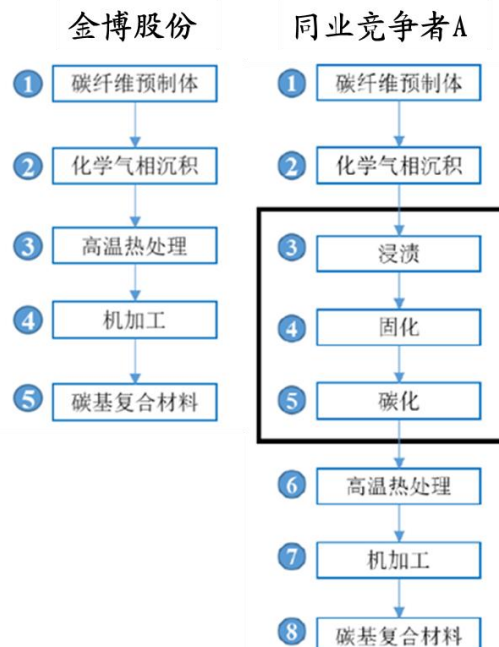 金博股份
① 碳纤维预制体
② 化学气相沉积
③ 高温热处理
④ 机加工
⑤ 碳基复合材料
同业竞争者A
① 碳纤维预制体
② 化学气相沉积
③ 浸渍
④ 固化
⑤ 碳化
⑥ 高温热处理
⑦ 机加工
⑧ 碳基复合材料